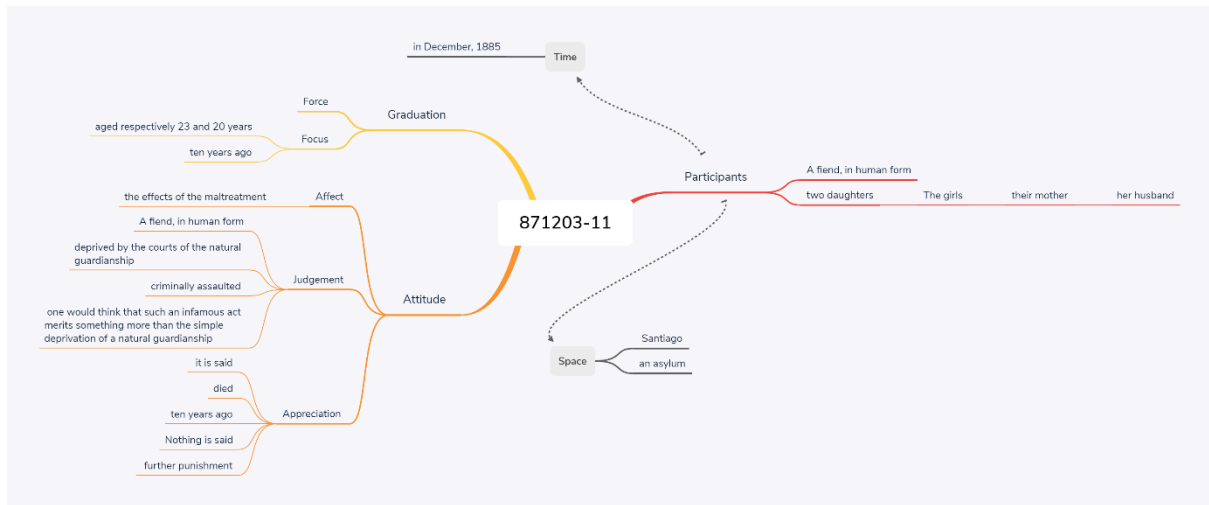 in December, 1885
Time
Force
Graduation
aged respectively 23 and 20 years
Focus
ten years ago
Participants
A fiend, in human form
two daughters
The girls
their mother
her husband
the effects of the maltreatment
Affect
A fiend, in human form
871203-11
deprived by the courts of the natural
guardianship
Judgement
criminally assaulted
Attitude
one would think that such an infamous act
merits something more than the simple
deprivation of a natural guardianship
Santiago
Space
an asylum
it is said
died
ten years ago
Appreciation
Nothing is said
further punishment